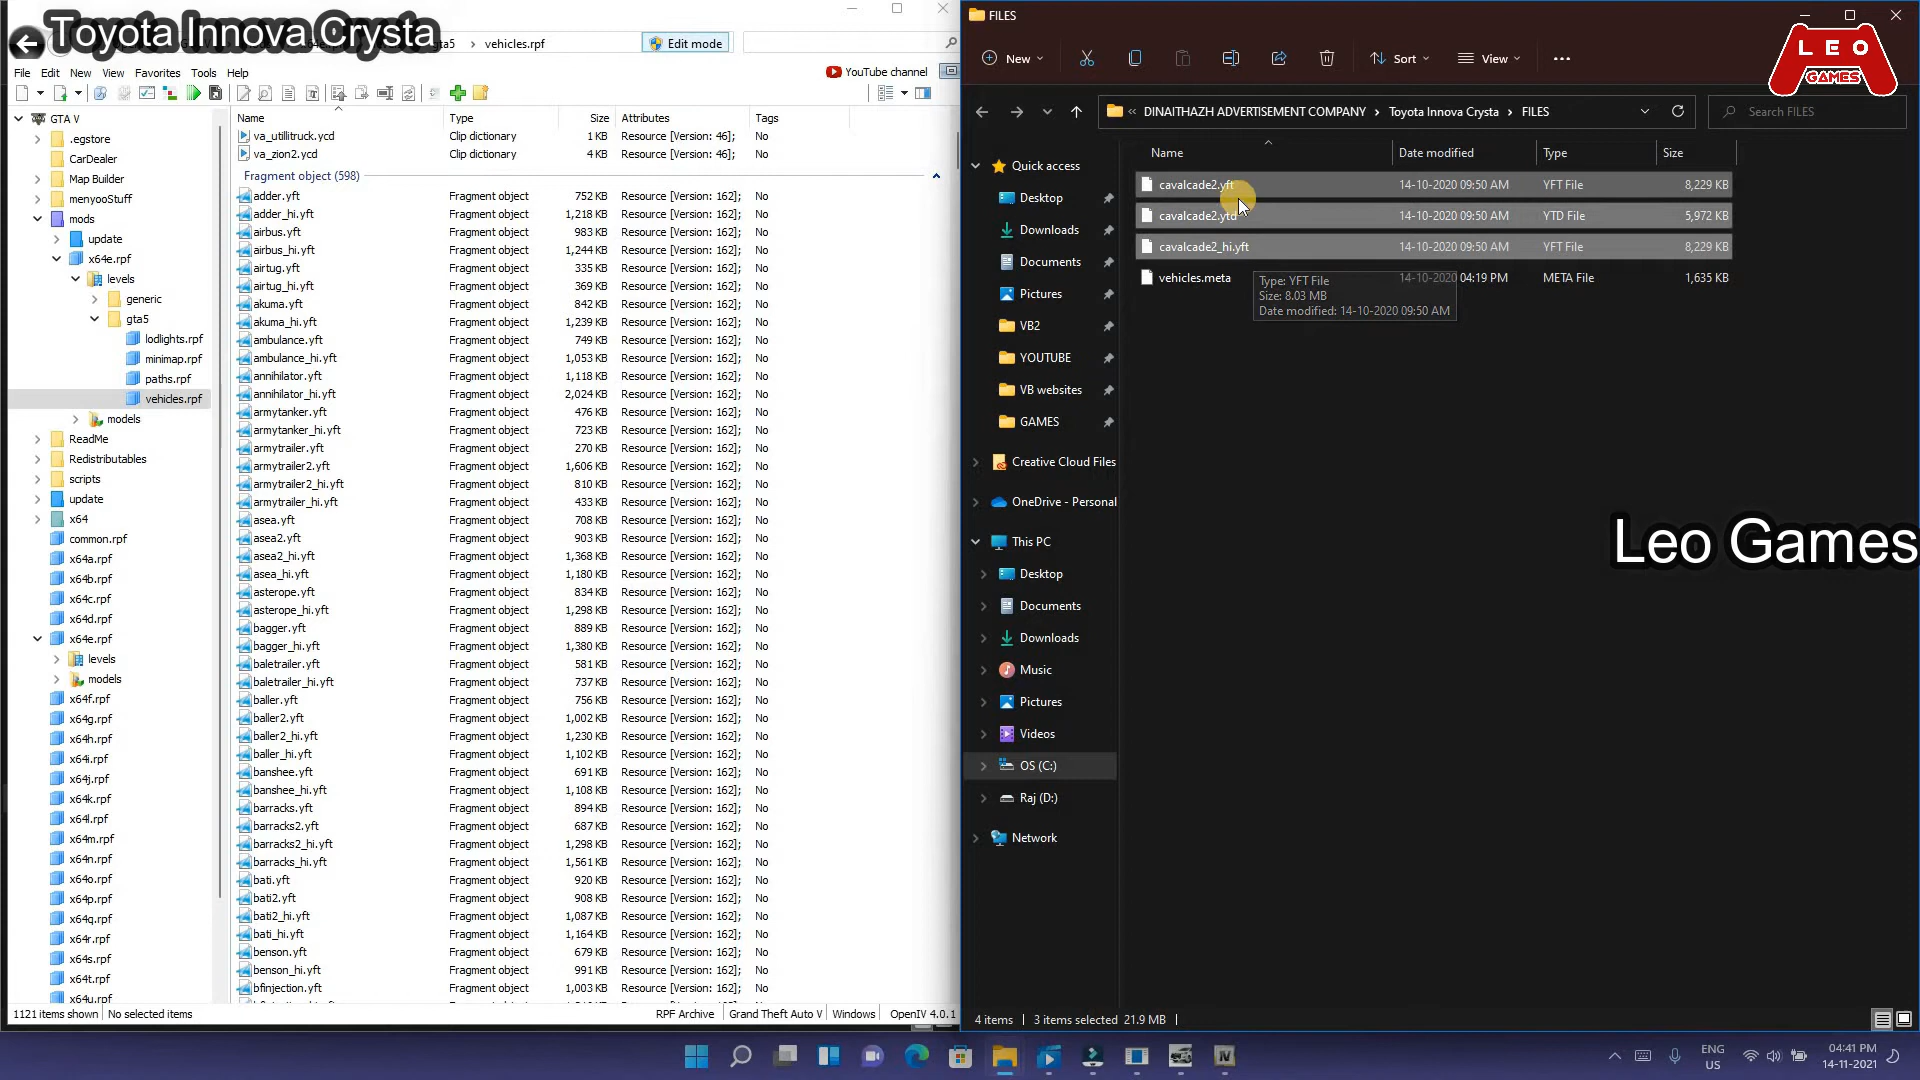 Toyota Innova Crysta
gta5 › vehicles.rpf
Edit mode
File Edit New View Favorites Tools Help
YouTube channel
GTA V
.egstore
CarDealer
Map Builder
menyooStuff
mods
update
x64e.rpf
levels
generic
gta5
lodlights.rpf
minimap.rpf
paths.rpf
vehicles.rpf
models
ReadMe
Redistributables
scripts
update
x64
common.rpf
x64a.rpf
x64b.rpf
x64c.rpf
x64d.rpf
x64e.rpf
levels
models
x64f.rpf
x64g.rpf
x64h.rpf
x64i.rpf
x64j.rpf
x64k.rpf
x64l.rpf
x64m.rpf
x64n.rpf
x64o.rpf
x64p.rpf
x64q.rpf
x64r.rpf
x64s.rpf
x64t.rpf
x64u.rpf
Name Type Size Attributes Tags
va_utillitruck.ycd Clip dictionary 1 KB Resource [Version: 46]; No
va_zion2.ycd Clip dictionary 4 KB Resource [Version: 46]; No
Fragment object (598)
adder.yft Fragment object 752 KB Resource [Version: 162]; No
adder_hi.yft Fragment object 1,218 KB Resource [Version: 162]; No
airbus.yft Fragment object 983 KB Resource [Version: 162]; No
airbus_hi.yft Fragment object 1,244 KB Resource [Version: 162]; No
airtug.yft Fragment object 335 KB Resource [Version: 162]; No
airtug_hi.yft Fragment object 369 KB Resource [Version: 162]; No
akuma.yft Fragment object 842 KB Resource [Version: 162]; No
akuma_hi.yft Fragment object 1,239 KB Resource [Version: 162]; No
ambulance.yft Fragment object 749 KB Resource [Version: 162]; No
ambulance_hi.yft Fragment object 1,053 KB Resource [Version: 162]; No
annihilator.yft Fragment object 1,118 KB Resource [Version: 162]; No
annihilator_hi.yft Fragment object 2,024 KB Resource [Version: 162]; No
armytanker.yft Fragment object 476 KB Resource [Version: 162]; No
armytanker_hi.yft Fragment object 723 KB Resource [Version: 162]; No
armytrailer.yft Fragment object 270 KB Resource [Version: 162]; No
armytrailer2.yft Fragment object 1,606 KB Resource [Version: 162]; No
armytrailer2_hi.yft Fragment object 810 KB Resource [Version: 162]; No
armytrailer_hi.yft Fragment object 433 KB Resource [Version: 162]; No
asea.yft Fragment object 708 KB Resource [Version: 162]; No
asea2.yft Fragment object 903 KB Resource [Version: 162]; No
asea2_hi.yft Fragment object 1,368 KB Resource [Version: 162]; No
asea_hi.yft Fragment object 1,180 KB Resource [Version: 162]; No
asterope.yft Fragment object 834 KB Resource [Version: 162]; No
asterope_hi.yft Fragment object 1,298 KB Resource [Version: 162]; No
bagger.yft Fragment object 889 KB Resource [Version: 162]; No
bagger_hi.yft Fragment object 1,380 KB Resource [Version: 162]; No
baletrailer.yft Fragment object 581 KB Resource [Version: 162]; No
baletrailer_hi.yft Fragment object 737 KB Resource [Version: 162]; No
baller.yft Fragment object 756 KB Resource [Version: 162]; No
baller2.yft Fragment object 1,002 KB Resource [Version: 162]; No
baller2_hi.yft Fragment object 1,230 KB Resource [Version: 162]; No
baller_hi.yft Fragment object 1,102 KB Resource [Version: 162]; No
banshee.yft Fragment object 691 KB Resource [Version: 162]; No
banshee_hi.yft Fragment object 1,108 KB Resource [Version: 162]; No
barracks.yft Fragment object 894 KB Resource [Version: 162]; No
barracks2.yft Fragment object 687 KB Resource [Version: 162]; No
barracks2_hi.yft Fragment object 1,298 KB Resource [Version: 162]; No
barracks_hi.yft Fragment object 1,561 KB Resource [Version: 162]; No
bati.yft Fragment object 920 KB Resource [Version: 162]; No
bati2.yft Fragment object 908 KB Resource [Version: 162]; No
bati2_hi.yft Fragment object 1,087 KB Resource [Version: 162]; No
bati_hi.yft Fragment object 1,164 KB Resource [Version: 162]; No
benson.yft Fragment object 679 KB Resource [Version: 162]; No
benson_hi.yft Fragment object 991 KB Resource [Version: 162]; No
bfinjection.yft Fragment object 1,003 KB Resource [Version: 162]; No
1121 items shown No selected items RPF Archive Grand Theft Auto V Windows OpenIV 4.0.1
FILES
New Sort View
LEO
GAMES
« DINAITHAZH ADVERTISEMENT COMPANY › Toyota Innova Crysta › FILES
Search FILES
Quick access
Desktop
Downloads
Documents
Pictures
VB2
YOUTUBE
VB websites
GAMES
Creative Cloud Files
OneDrive - Personal
This PC
Desktop
Documents
Downloads
Music
Pictures
Videos
OS (C:)
Raj (D:)
Network
Name Date modified Type Size
cavalcade2.yft 14-10-2020 09:50 AM YFT File 8,229 KB
cavalcade2.ytd 14-10-2020 09:50 AM YTD File 5,972 KB
cavalcade2_hi.yft 14-10-2020 09:50 AM YFT File 8,229 KB
vehicles.meta 14-10-2020 04:19 PM META File 1,635 KB
Type: YFT File
Size: 8.03 MB
Date modified: 14-10-2020 09:50 AM
Leo Games
4 items 3 items selected 21.9 MB
ENG
US
04:41 PM
14-11-2021